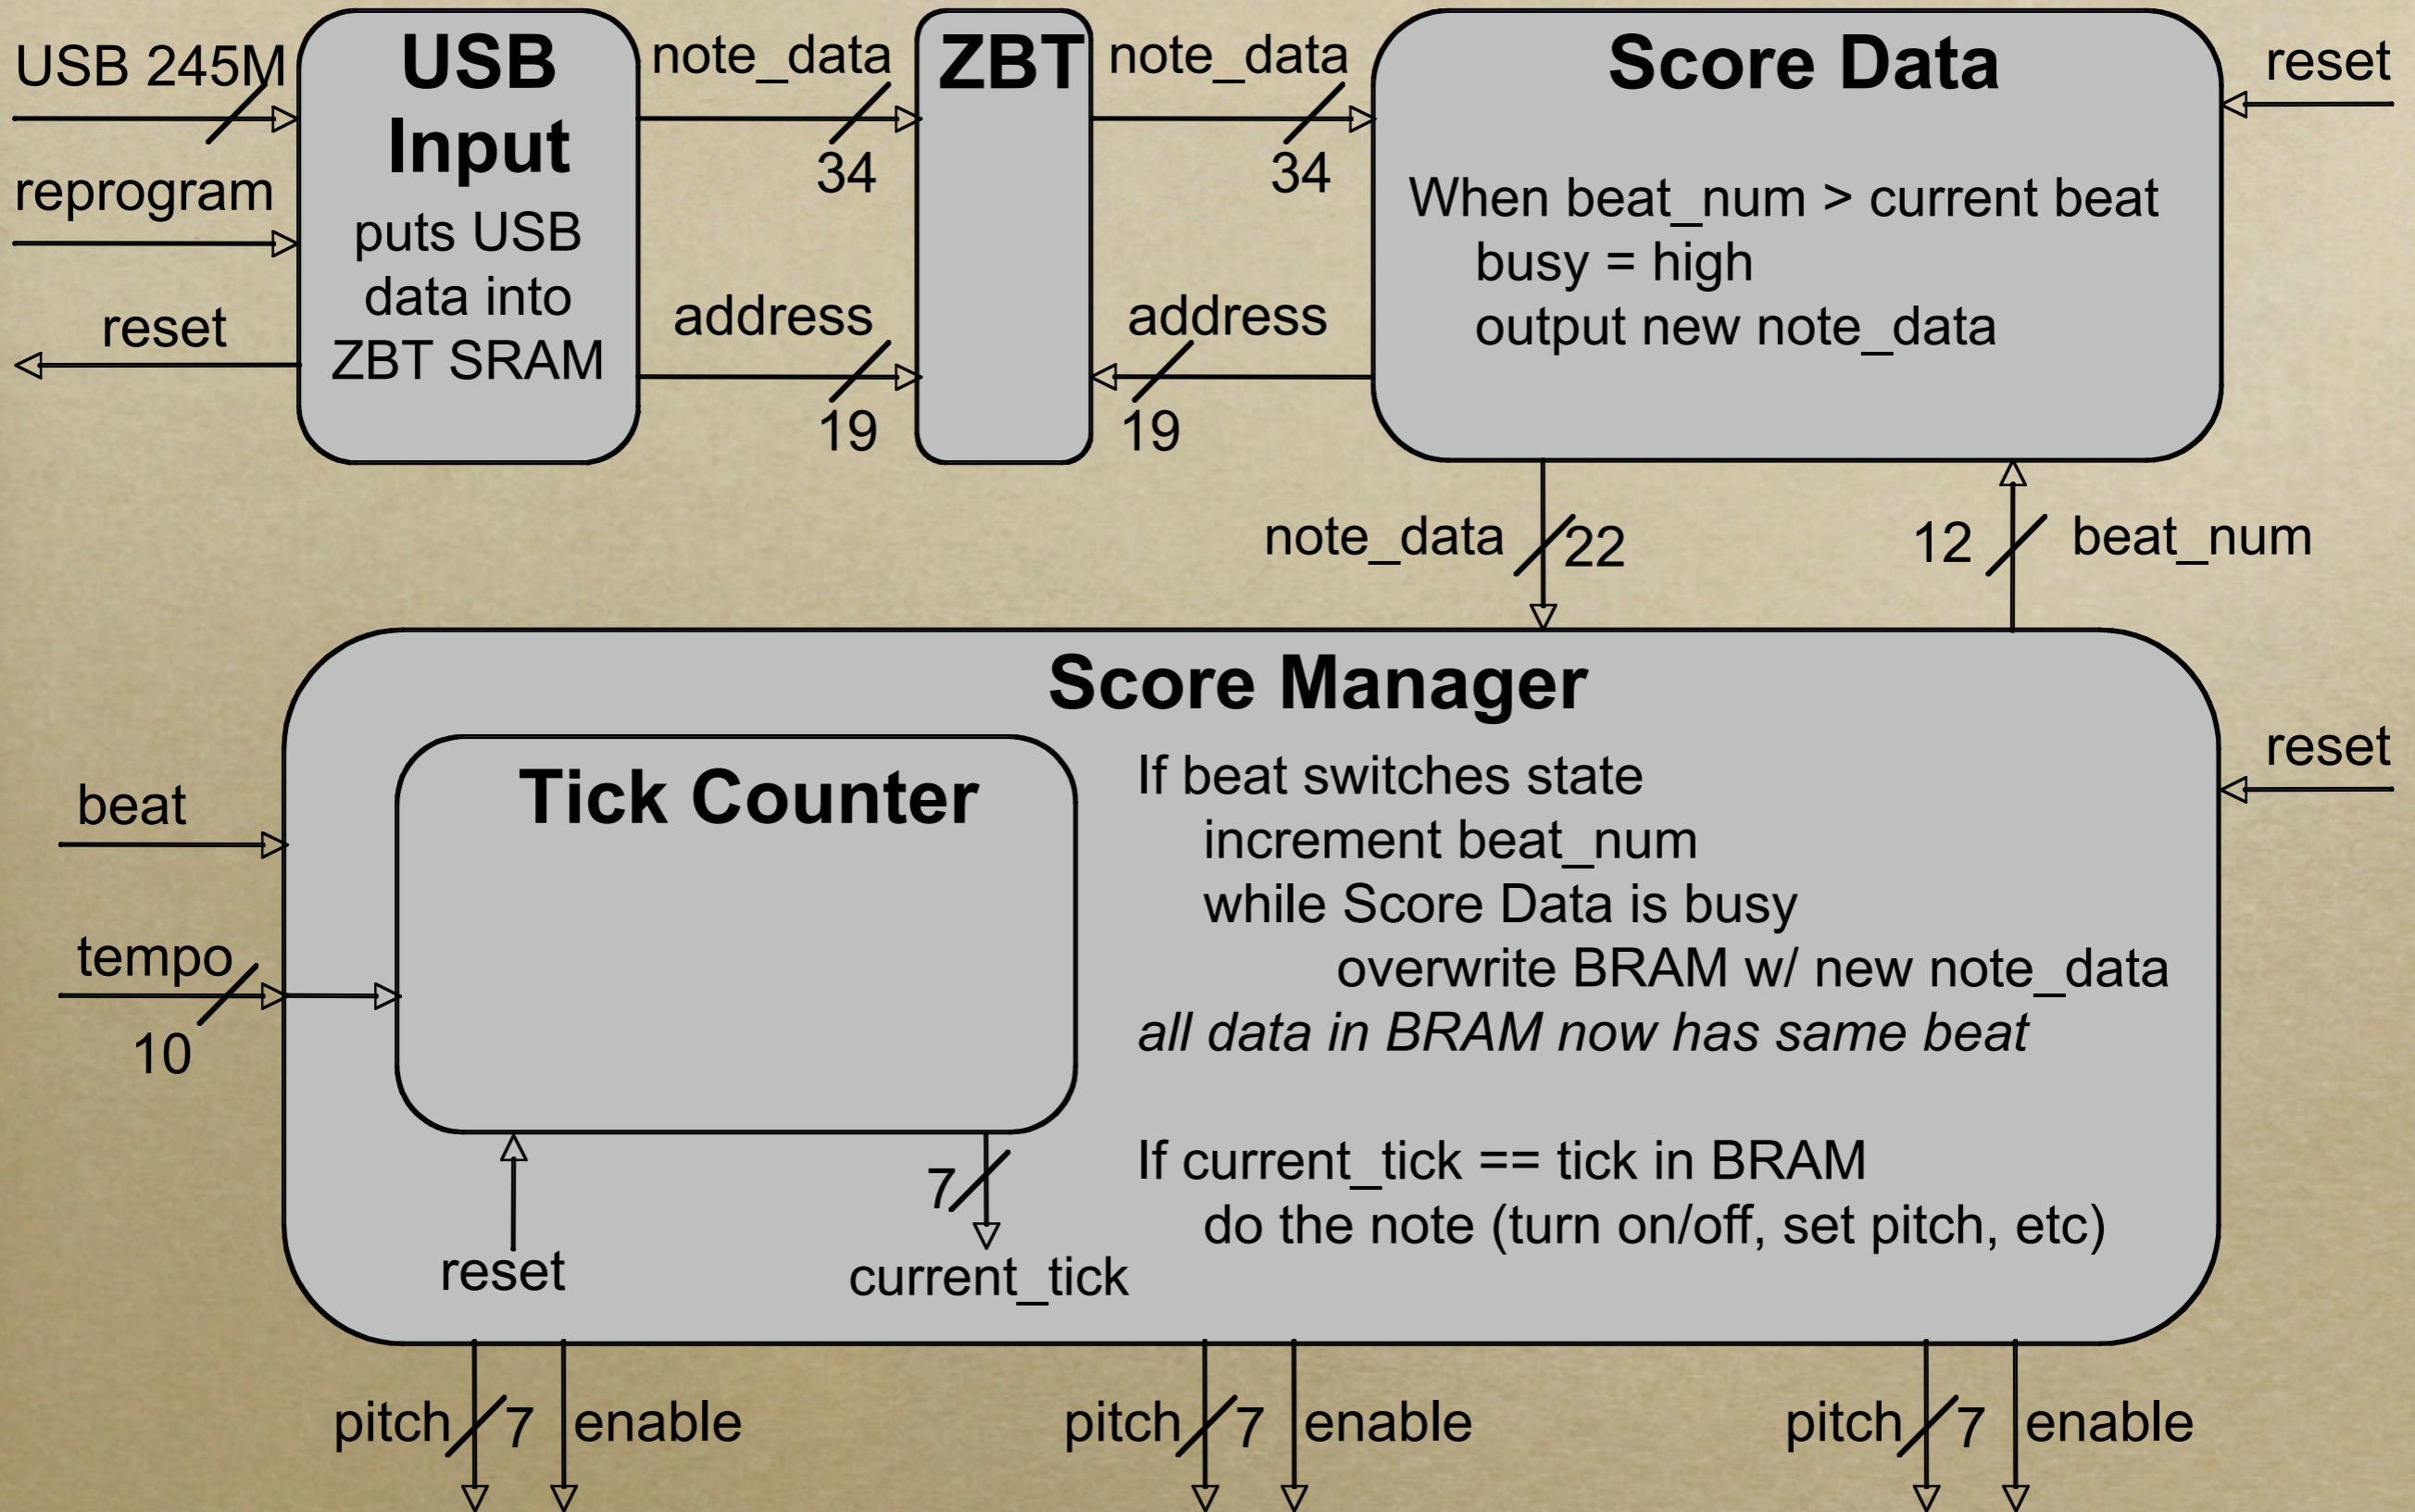 USB 245M
reprogram
reset
USB
Input
puts USB
data into
ZBT SRAM
note_data
34
address
19
ZBT
note_data
34
address
19
Score Data
When beat_num > current beat
busy = high
output new note_data
reset
note_data
22
12
beat_num
Score Manager
beat
tempo
10
Tick Counter
reset
7
current_tick
If beat switches state
increment beat_num
while Score Data is busy
overwrite BRAM w/ new note_data
all data in BRAM now has same beat
If current_tick == tick in BRAM
do the note (turn on/off, set pitch, etc)
reset
pitch
7
enable
pitch
7
enable
pitch
7
enable